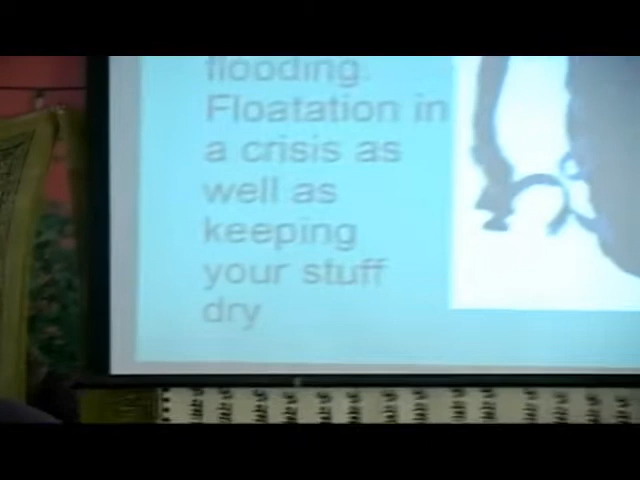 flooding.
Floatation in
a crisis as
well as
keeping
your stuff
dry